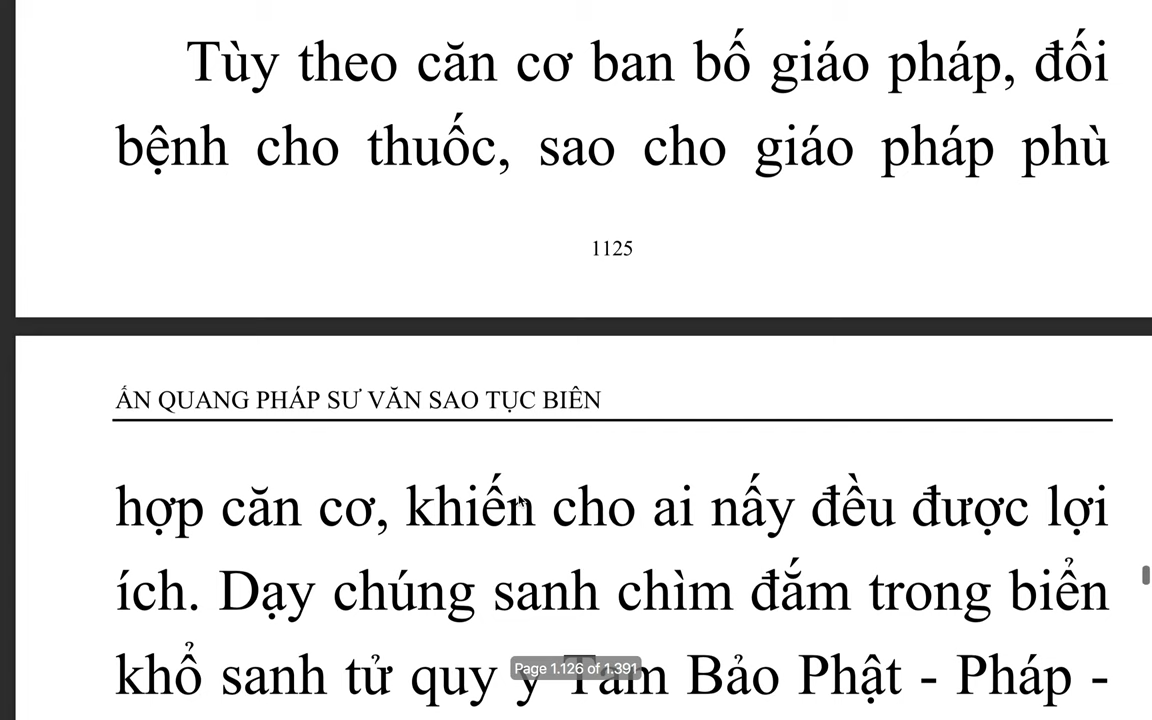 Tùy theo căn cơ ban bố giáo pháp, đối
bệnh cho thuốc, sao cho giáo pháp phù
1125
ẤN QUANG PHÁP SƯ VĂN SAO TỤC BIÊN
hợp căn cơ, khiến cho ai nấy đều được lợi
ích. Dạy chúng sanh chìm đắm trong biển
khổ sanh tử quy y Tam Bảo Phật - Pháp -
Page 1.126 of 1.391